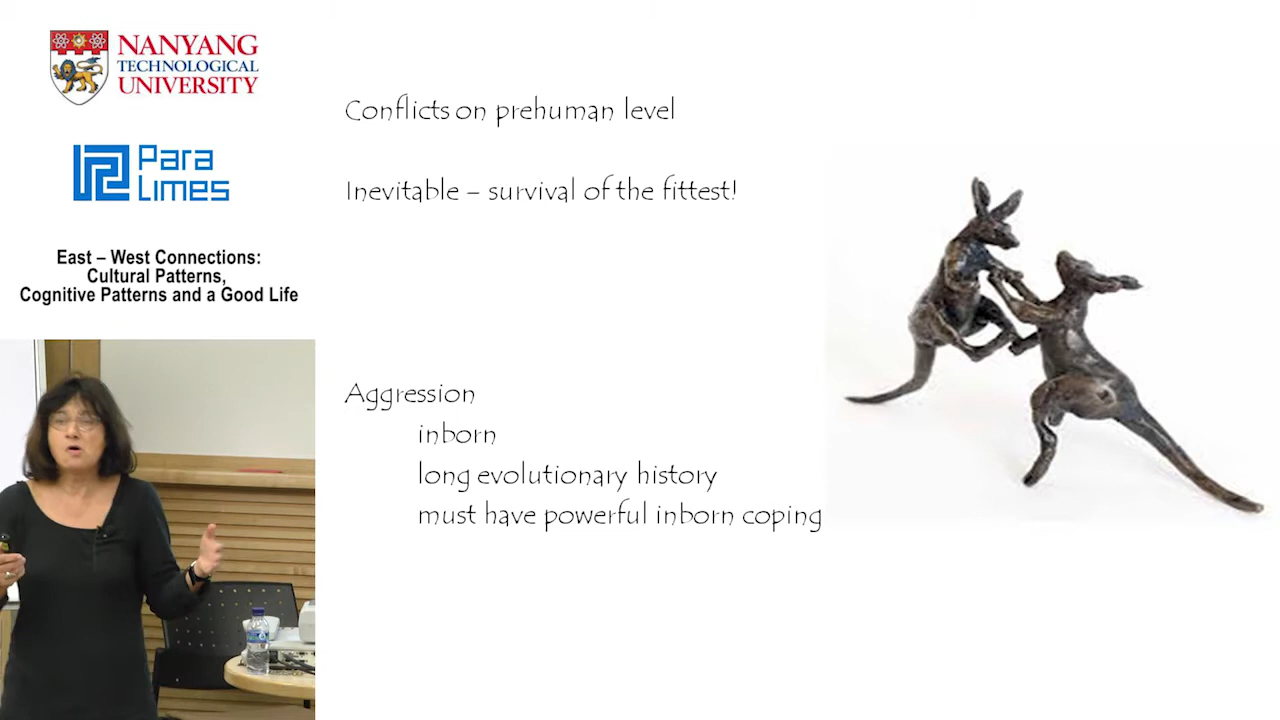 NANYANG
TECHNOLOGICAL
UNIVERSITY
Para
Limes
East – West Connections:
Cultural Patterns,
Cognitive Patterns and a Good Life
Conflicts on prehuman level
Inevitable – survival of the fittest!
Aggression
inborn
long evolutionary history
must have powerful inborn coping